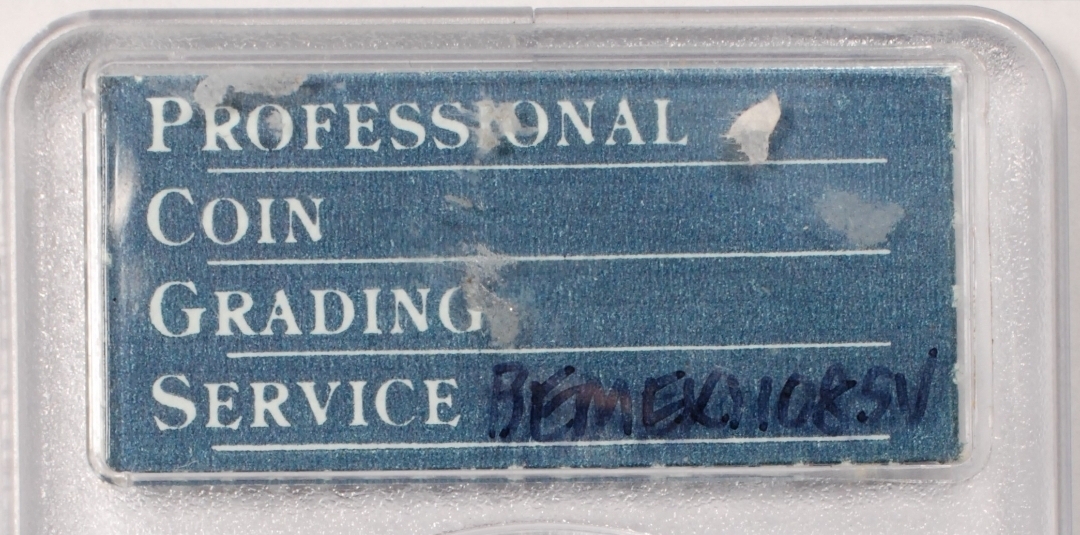 PROFESSIONAL
COIN
GRADING
SERVICE